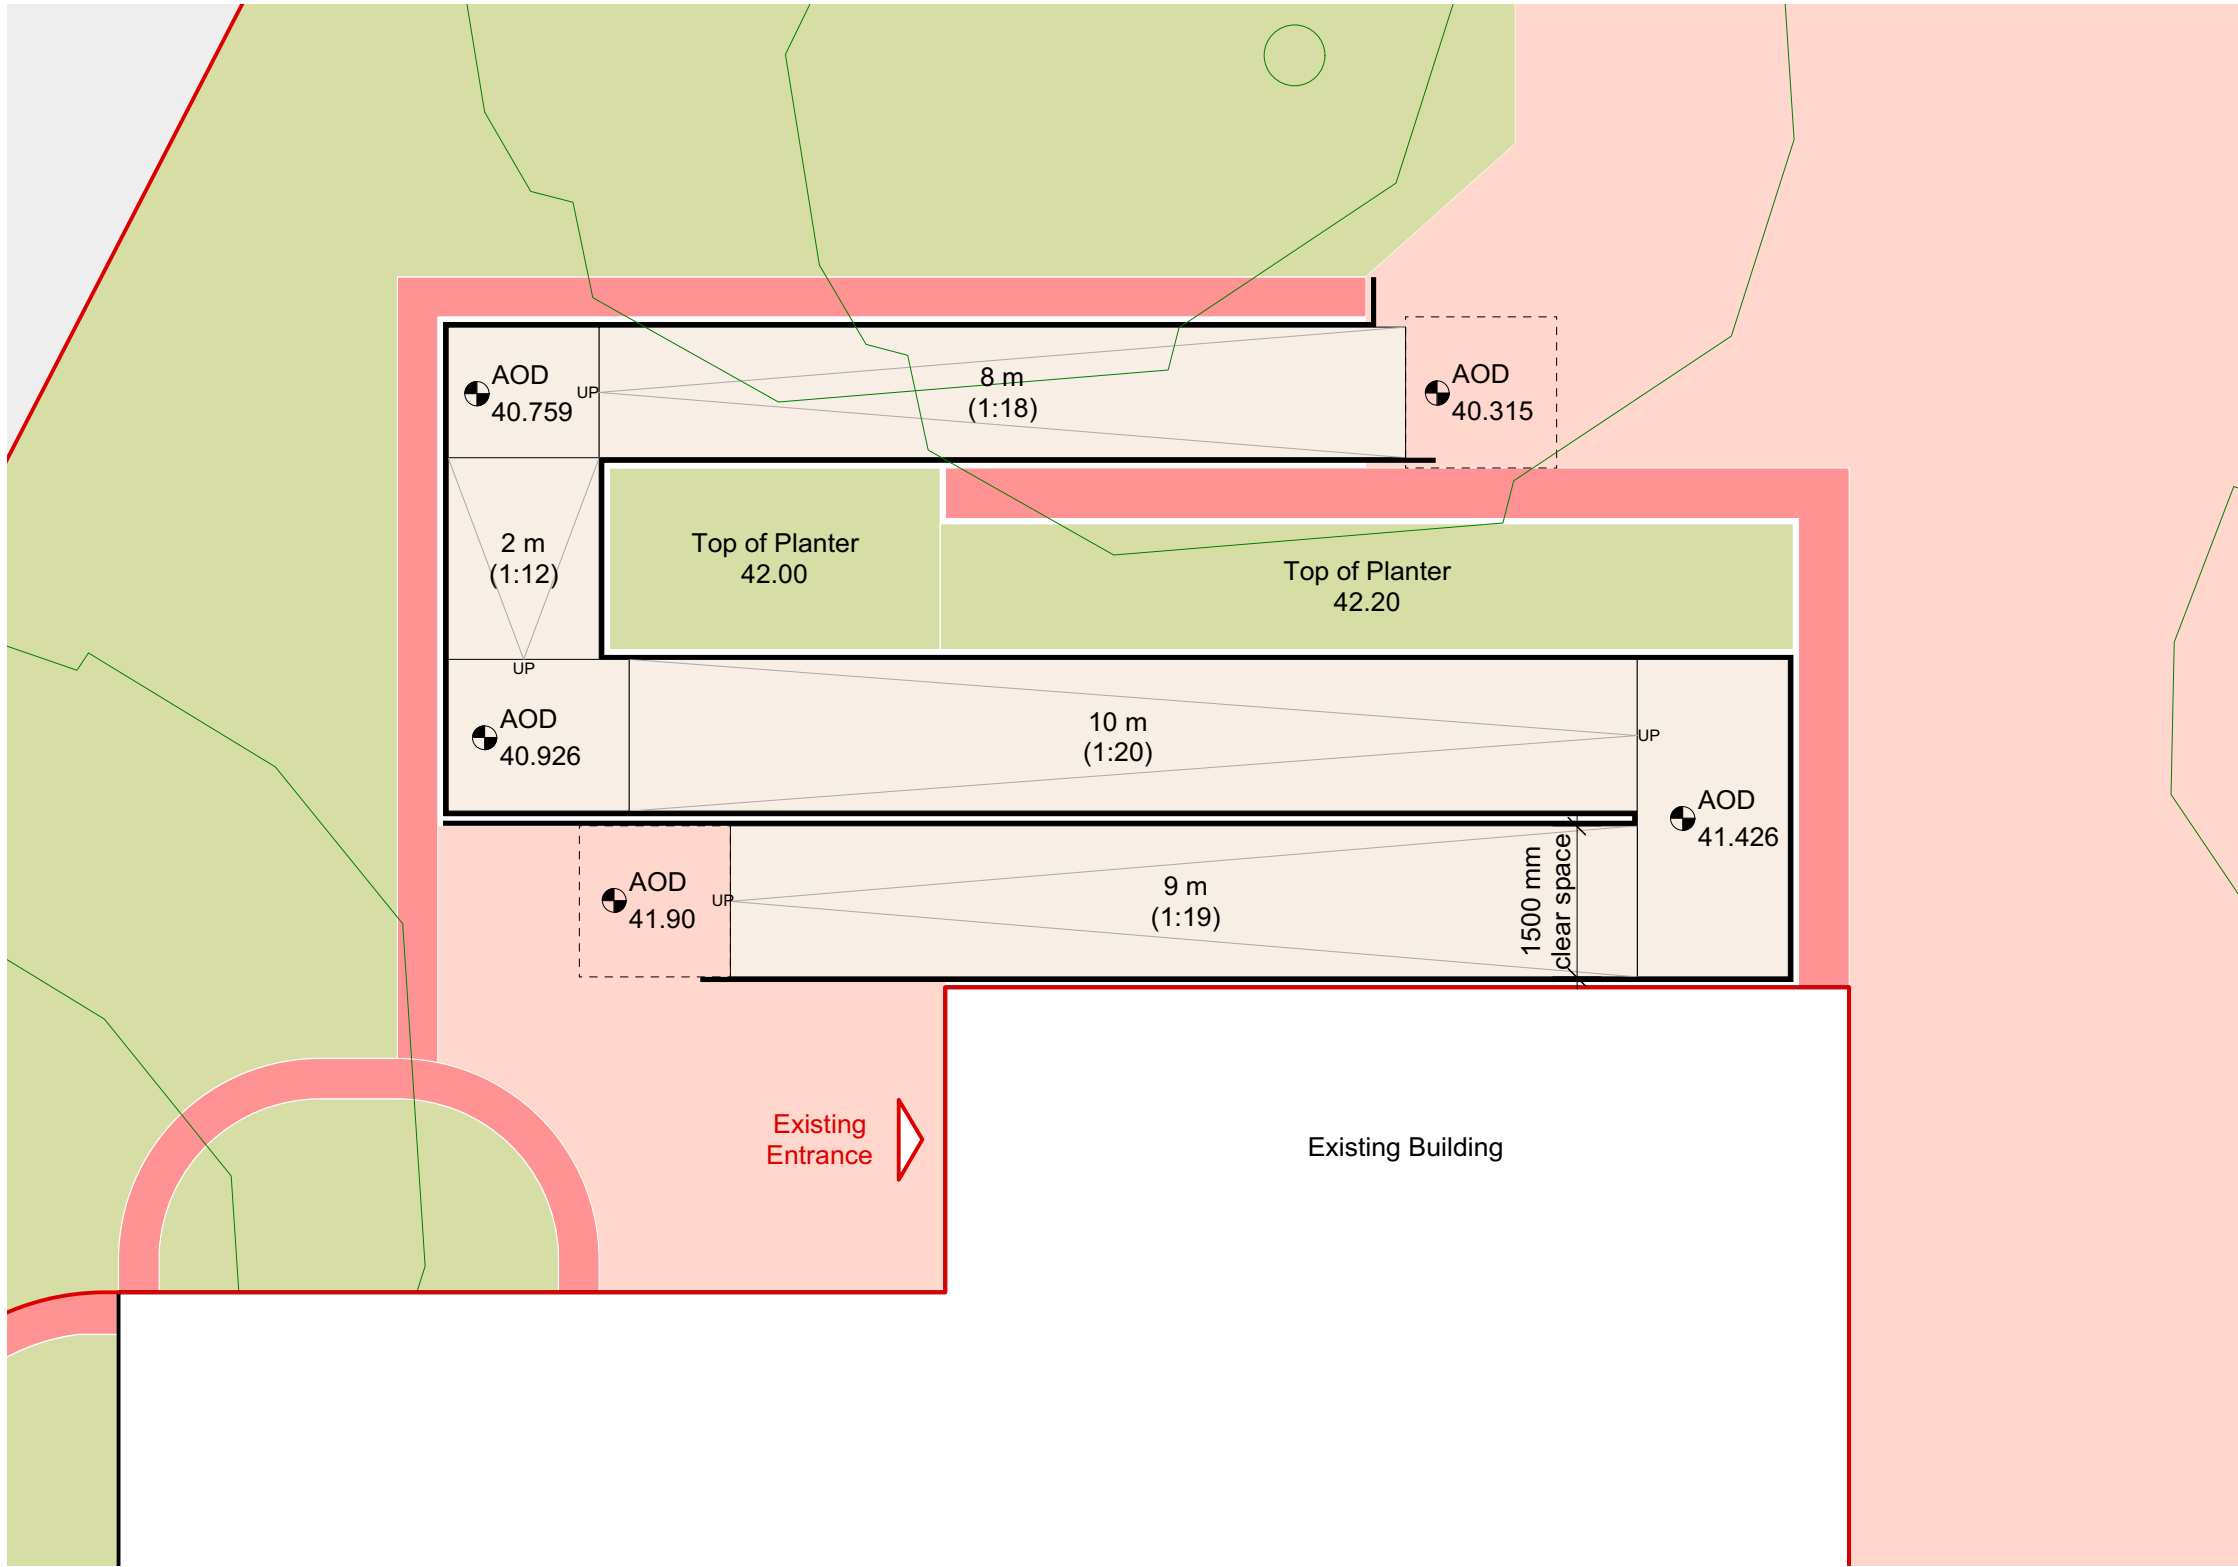 AOD
40.759
UP
8 m
(1:18)
AOD
40.315
2 m
(1:12)
UP
Top of Planter
42.00
Top of Planter
42.20
AOD
40.926
10 m
(1:20)
UP
AOD
41.426
AOD
41.90
UP
9 m
(1:19)
1500 mm
clear space
Existing
Entrance
Existing Building